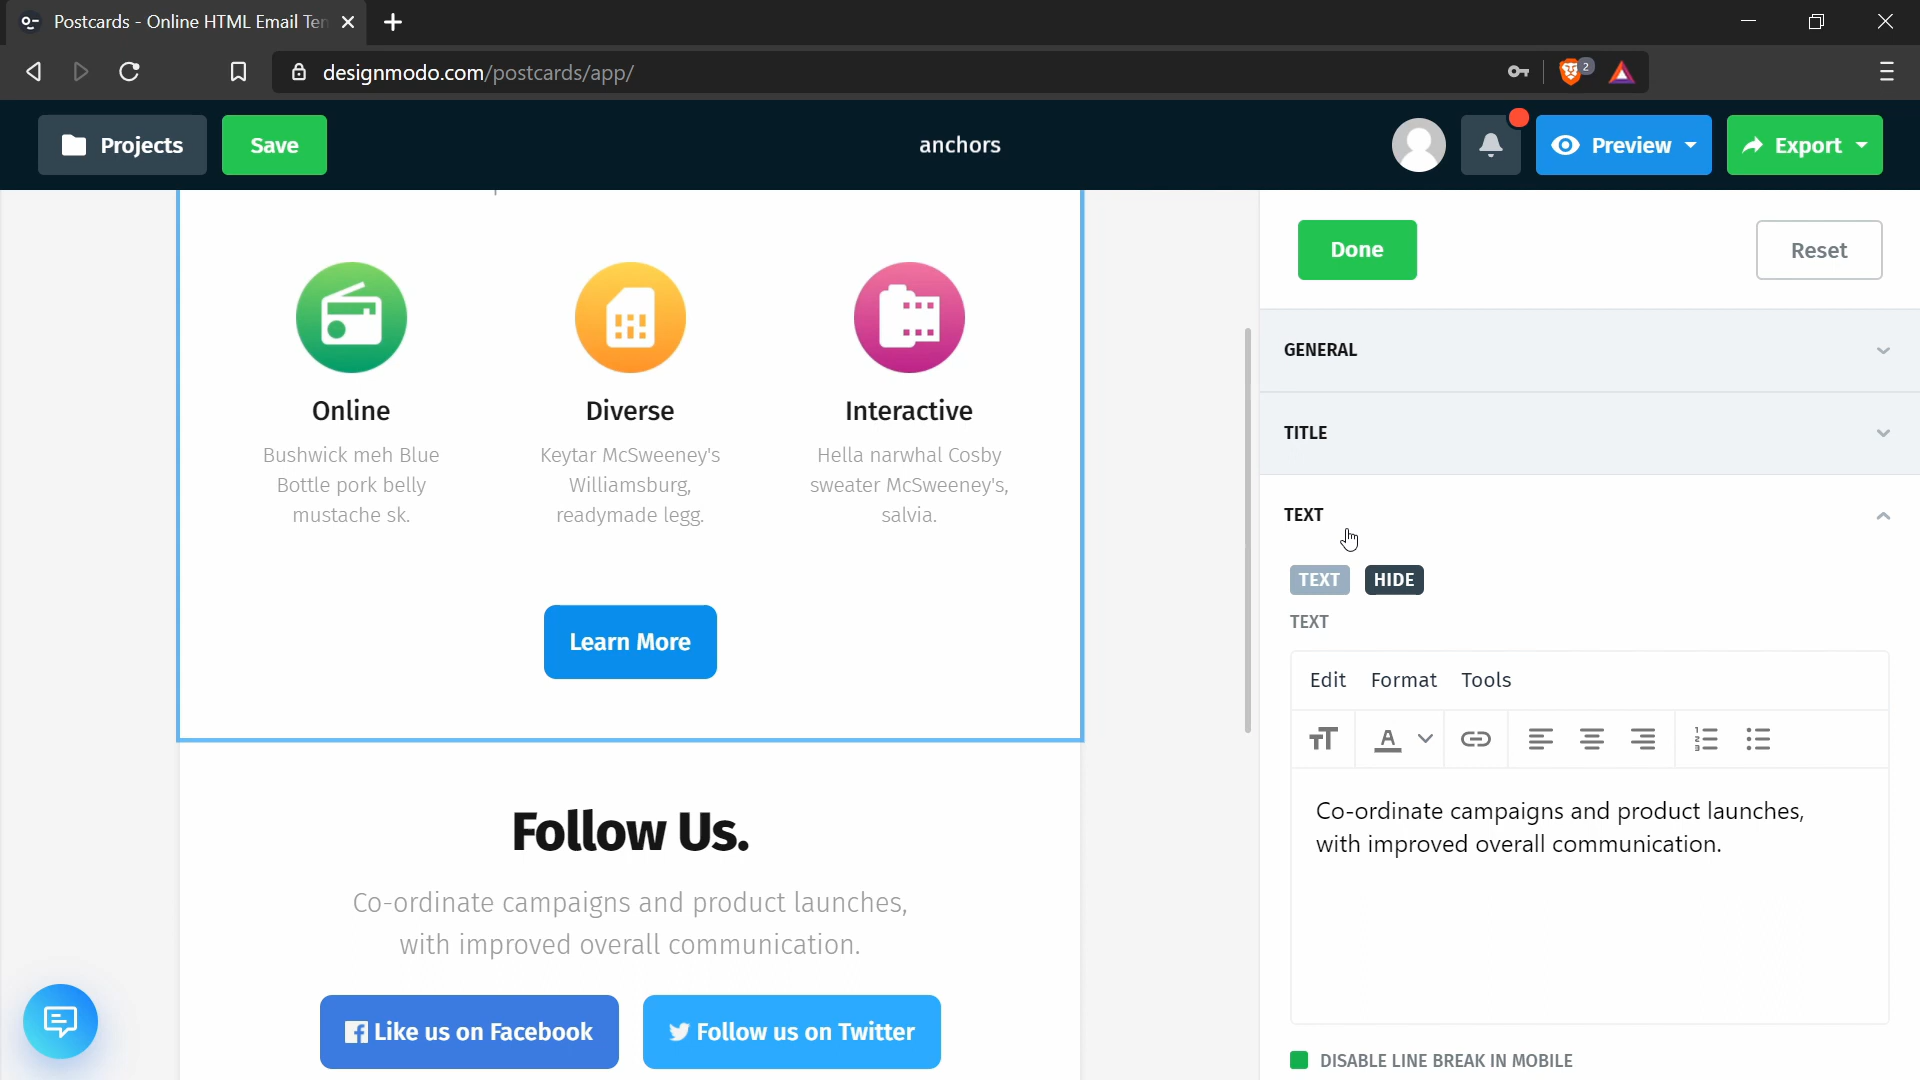 Postcards - Online HTML Email Ten
designmodo.com/postcards/app/
2
Projects
Save
anchors
Preview
Export
Done
Reset
GENERAL
TITLE
TEXT
TEXT HIDE
TEXT
Edit Format Tools
Co-ordinate campaigns and product launches,
with improved overall communication.
DISABLE LINE BREAK IN MOBILE
Online
Bushwick meh Blue
Bottle pork belly
mustache sk.
Diverse
Keytar McSweeney's
Williamsburg,
readymade legg.
Interactive
Hella narwhal Cosby
sweater McSweeney's,
salvia.
Learn More
Follow Us.
Co-ordinate campaigns and product launches,
with improved overall communication.
Like us on Facebook
Follow us on Twitter